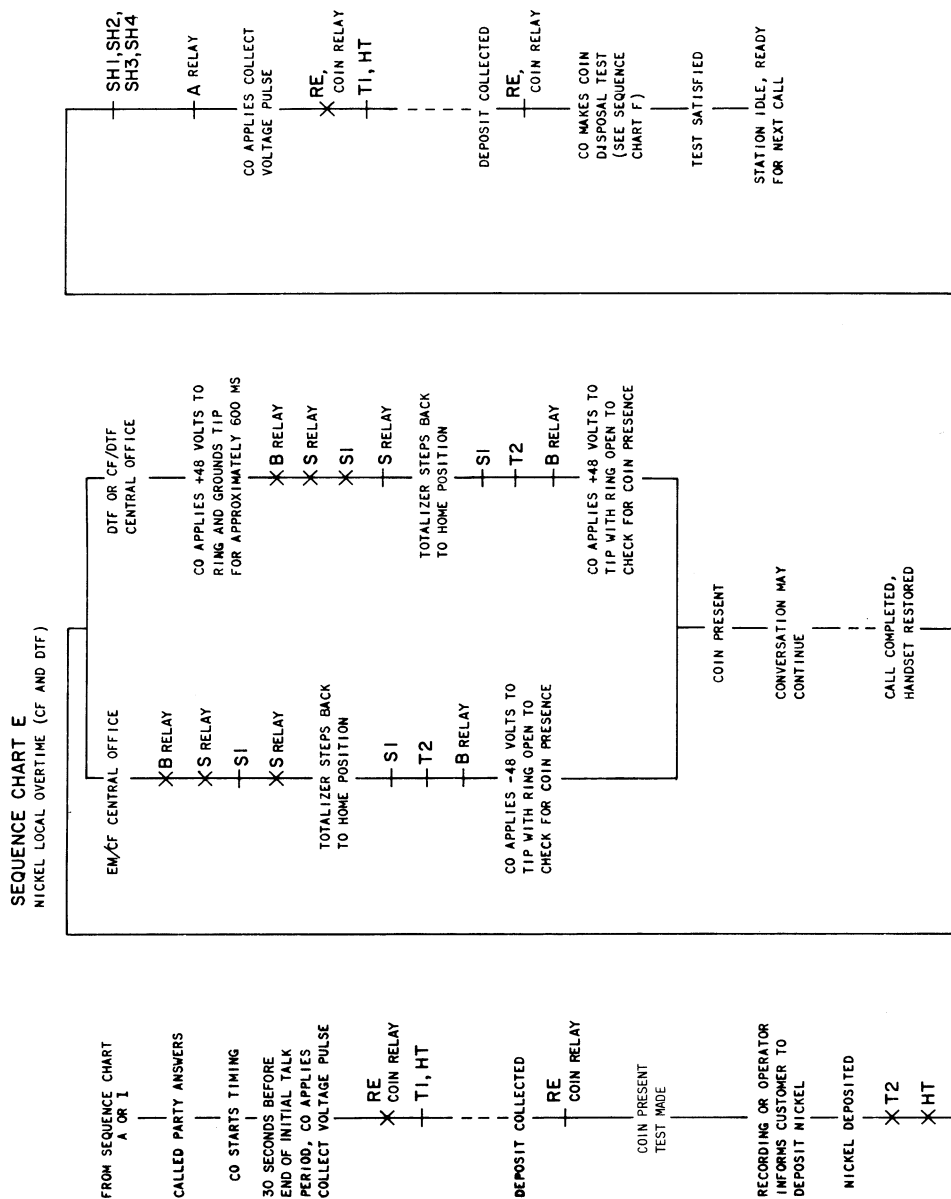 SEQUENCE CHART E
NICKEL LOCAL OVERTIME (CF AND DTF)
FROM SEQUENCE CHART
A OR I
CALLED PARTY ANSWERS
CO STARTS TIMING
30 SECONDS BEFORE
END OF INITIAL TALK
PERIOD, CO APPLIES
COLLECT VOLTAGE PULSE
RE
COIN RELAY
T1, HT
DEPOSIT COLLECTED
RE
COIN RELAY
COIN PRESENT
TEST MADE
RECORDING OR OPERATOR
INFORMS CUSTOMER TO
DEPOSIT NICKEL
NICKEL DEPOSITED
T2
HT
EM/CF CENTRAL OFFICE
B RELAY
S RELAY
S1
S RELAY
TOTALIZER STEPS BACK
TO HOME POSITION
S1
T2
B RELAY
CO APPLIES -48 VOLTS TO
TIP WITH RING OPEN TO
CHECK FOR COIN PRESENCE
DTF OR CF/DTF
CENTRAL OFFICE
CO APPLIES +48 VOLTS TO
RING AND GROUNDS TIP
FOR APPROXIMATELY 600 MS
B RELAY
S RELAY
S1
S RELAY
TOTALIZER STEPS BACK
TO HOME POSITION
S1
T2
B RELAY
CO APPLIES +48 VOLTS TO
TIP WITH RING OPEN TO
CHECK FOR COIN PRESENCE
COIN PRESENT
CONVERSATION MAY
CONTINUE
CALL COMPLETED,
HANDSET RESTORED
SH1, SH2,
SH3, SH4
A RELAY
CO APPLIES COLLECT
VOLTAGE PULSE
RE,
COIN RELAY
T1, HT
DEPOSIT COLLECTED
RE,
COIN RELAY
CO MAKES COIN
DISPOSAL TEST
(SEE SEQUENCE
CHART F)
TEST SATISFIED
STATION IDLE, READY
FOR NEXT CALL